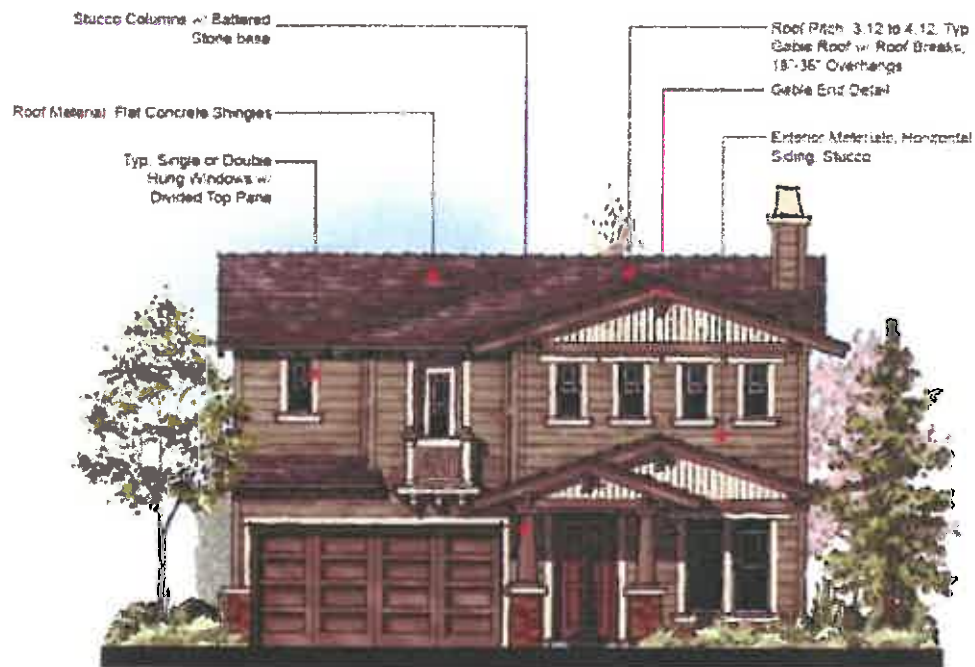 Stucco Columns w/ Battered
Stone base
Roof Material: Flat Concrete Shingles
Typ. Single or Double
Hung Windows w/
Divided Top Pane
Roof Pitch: 3:12 to 4:12, Typ
Gable Roof w/ Roof Breaks,
18"-36" Overhangs
Gable End Detail
Exterior Materials, Horizontal
Siding, Stucco